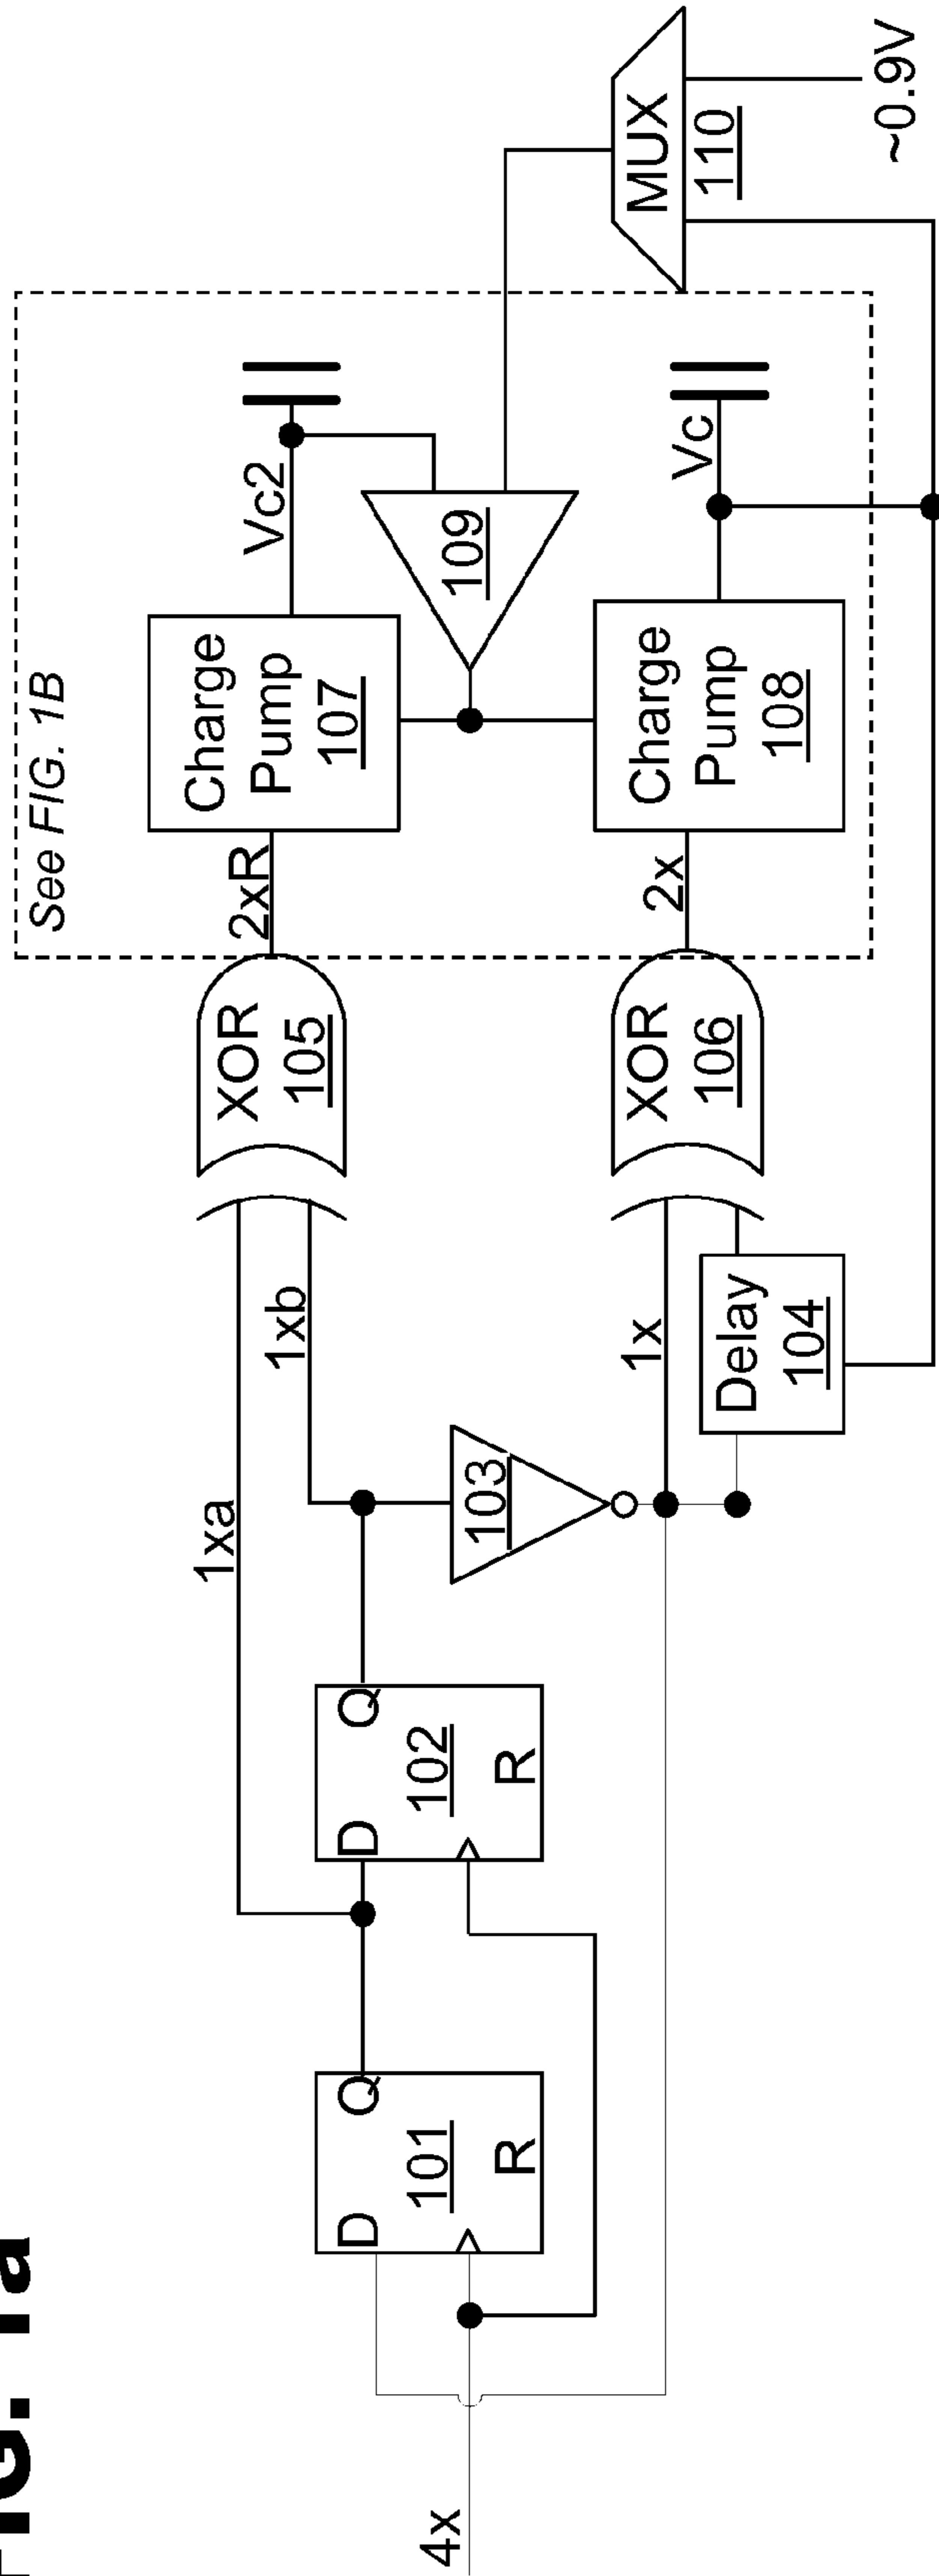 FIG. 1a
See FIG. 1B
4x
D
Q
101
R
D
Q
102
R
1xa
1xb
103
1x
Delay
104
XOR
105
XOR
106
2xR
2x
Charge
Pump
107
Charge
Pump
108
Vc2
109
Vc
MUX
110
~0.9V